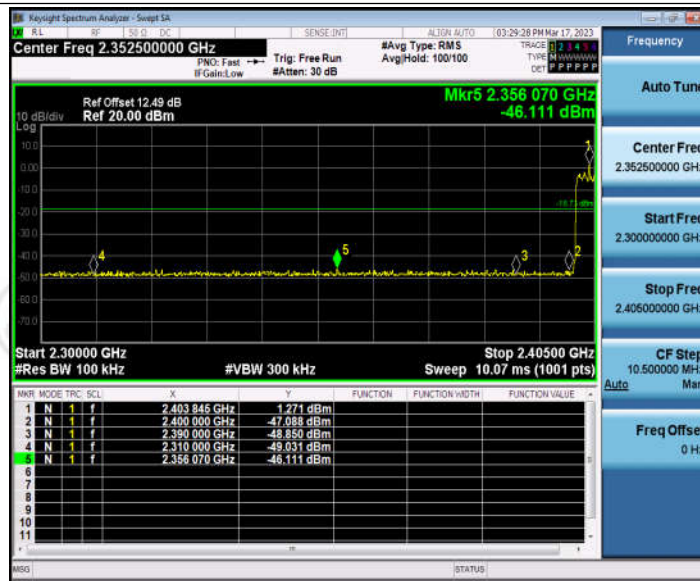 Keysight Spectrum Analyzer - Swept SA
RL RF 50 Ω DC SENSE:INT ALIGN AUTO 03:29:28 PM Mar 17, 2023
Center Freq 2.352500000 GHz
PNO: Fast
IFGain:Low
Trig: Free Run
#Atten: 30 dB
#Avg Type: RMS
Avg|Hold: 100/100
TRACE 1 2 3 4 5 6
TYPE M WWWWW
DET P P P P P P
Ref Offset 12.49 dB
Ref 20.00 dBm
10 dB/div
Log
Mkr5 2.356 070 GHz
-46.111 dBm
10.0
0.00
-10.0
-20.0
-30.0
-40.0
-50.0
-60.0
-70.0
1
2
3
4
5
Start 2.30000 GHz
Stop 2.40500 GHz
#Res BW 100 kHz
#VBW 300 kHz
Sweep 10.07 ms (1001 pts)
MKR MODE TRC SCL X Y FUNCTION FUNCTION WIDTH FUNCTION VALUE
1 N 1 f 2.403 845 GHz 1.271 dBm
2 N 1 f 2.400 000 GHz -47.088 dBm
3 N 1 f 2.390 000 GHz -48.850 dBm
4 N 1 f 2.310 000 GHz -49.031 dBm
5 N 1 f 2.356 070 GHz -46.111 dBm
6
7
8
9
10
11
MSG
STATUS
Frequency
Auto Tune
Center Freq
2.352500000 GHz
Start Freq
2.300000000 GHz
Stop Freq
2.405000000 GHz
CF Step
10.500000 MHz
Auto Man
Freq Offset
0 Hz